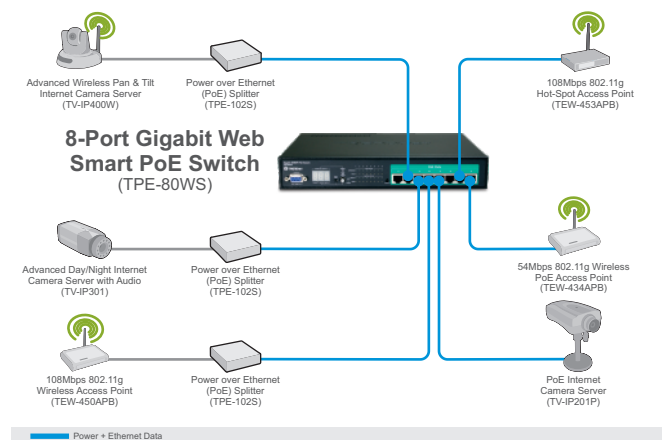 Advanced Wireless Pan & Tilt
Internet Camera Server
(TV-IP400W)
Power over Ethernet
(PoE) Splitter
(TPE-102S)
108Mbps 802.11g
Hot-Spot Access Point
(TEW-453APB)
8-Port Gigabit Web
Smart PoE Switch
(TPE-80WS)
Advanced Day/Night Internet
Camera Server with Audio
(TV-IP301)
Power over Ethernet
(PoE) Splitter
(TPE-102S)
54Mbps 802.11g Wireless
PoE Access Point
(TEW-434APB)
108Mbps 802.11g
Wireless Access Point
(TEW-450APB)
Power over Ethernet
(PoE) Splitter
(TPE-102S)
PoE Internet
Camera Server
(TV-IP201P)
Power + Ethernet Data